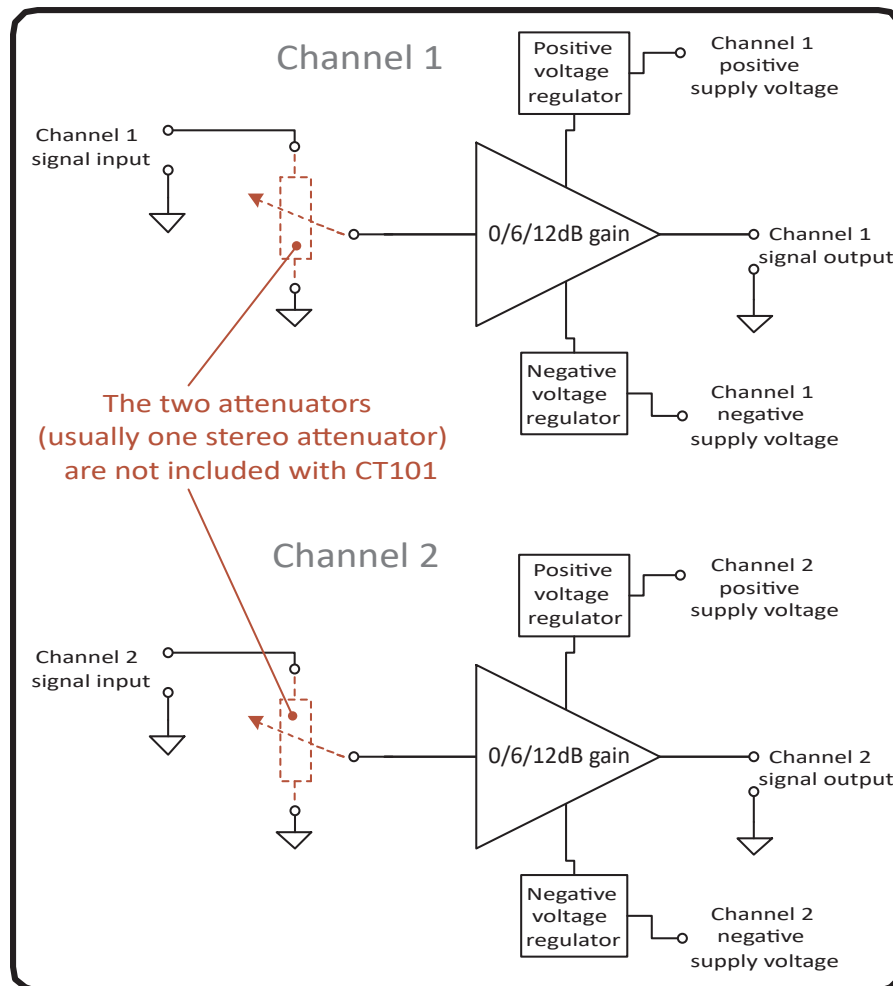 Channel 1
Positive
voltage
regulator
Channel 1
positive
supply voltage
Channel 1
signal input
0/6/12dB gain
Channel 1
signal output
Negative
voltage
regulator
Channel 1
negative
supply voltage
The two attenuators
(usually one stereo attenuator)
are not included with CT101
Channel 2
Positive
voltage
regulator
Channel 2
positive
supply voltage
Channel 2
signal input
0/6/12dB gain
Channel 2
signal output
Negative
voltage
regulator
Channel 2
negative
supply voltage